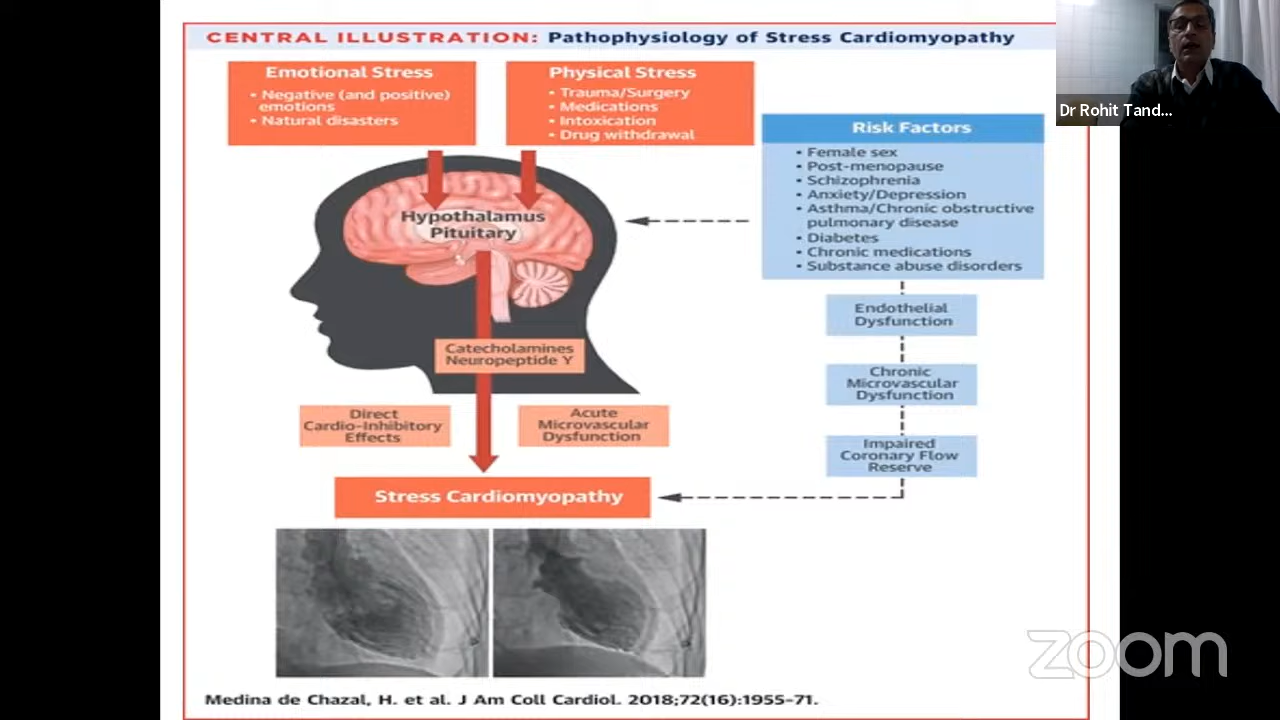 CENTRAL ILLUSTRATION: Pathophysiology of Stress Cardiomyopathy
Emotional Stress
• Negative (and positive)
emotions
• Natural disasters
Physical Stress
• Trauma/Surgery
• Medications
• Intoxication
• Drug withdrawal
Dr Rohit Tand...
Risk Factors
• Female sex
• Post-menopause
• Schizophrenia
• Anxiety/Depression
• Asthma/Chronic obstructive
pulmonary disease
• Diabetes
• Chronic medications
• Substance abuse disorders
Hypothalamus
Pituitary
Endothelial
Dysfunction
Catecholamines
Neuropeptide Y
Chronic
Microvascular
Dysfunction
Direct
Cardio-Inhibitory
Effects
Acute
Microvascular
Dysfunction
Impaired
Coronary Flow
Reserve
Stress Cardiomyopathy
zoom
Medina de Chazal, H. et al. J Am Coll Cardiol. 2018;72(16):1955–71.